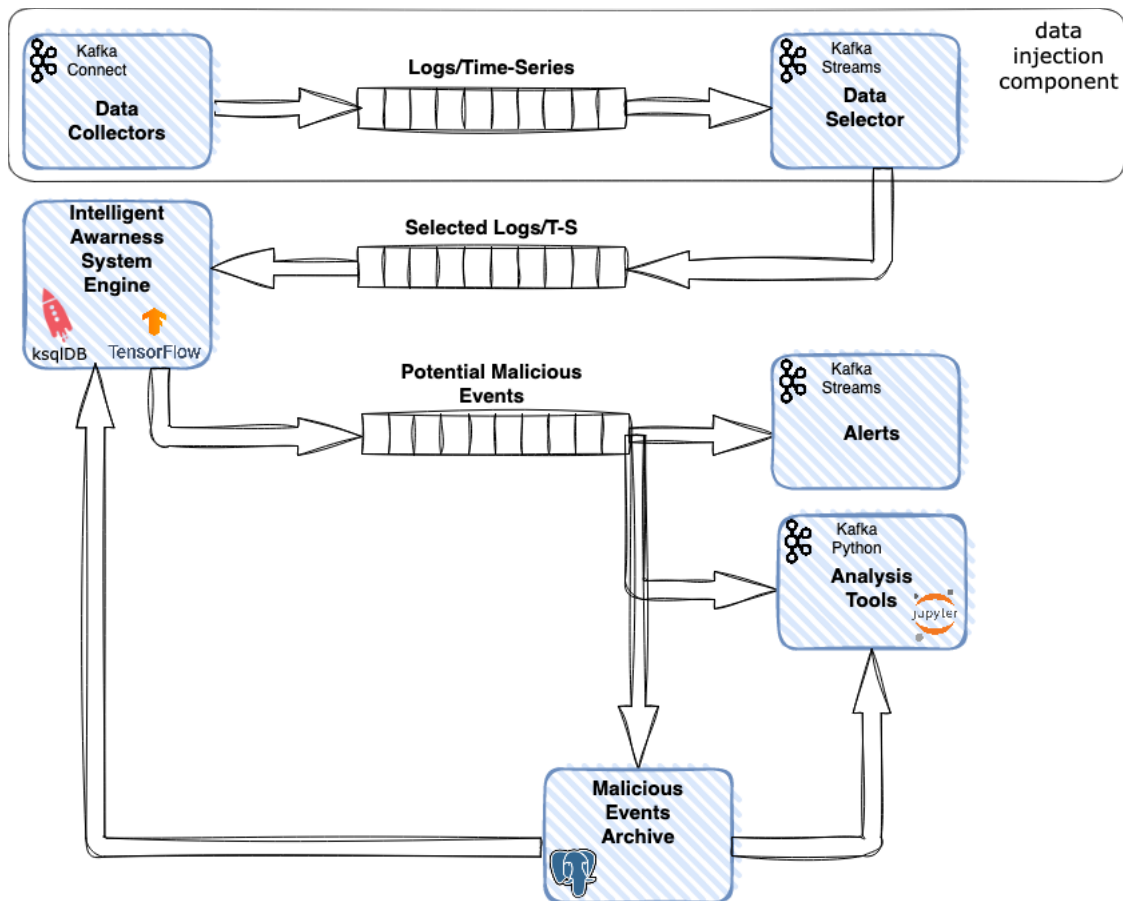 data
injection
component
Kafka
Connect
Data
Collectors
Logs/Time-Series
Kafka
Streams
Data
Selector
Intelligent
Awarness
System
Engine
ksqlDB
TensorFlow
Selected Logs/T-S
Potential Malicious
Events
Kafka
Streams
Alerts
Kafka
Python
Analysis
Tools
jupyter
Malicious
Events
Archive